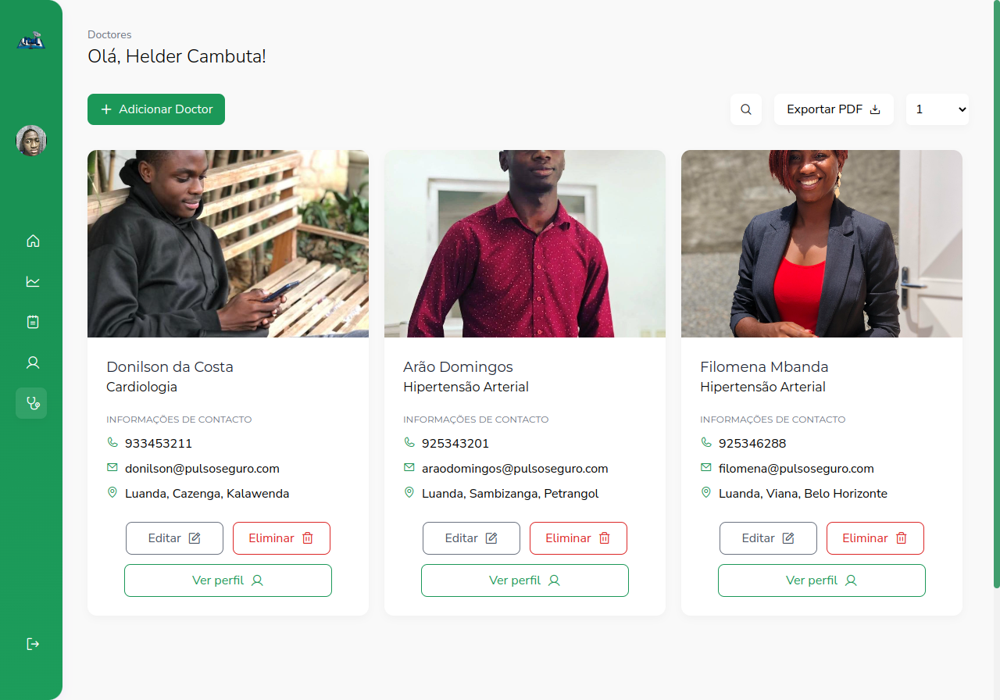 Doctores
Olá, Helder Cambuta!
Adicionar Doctor
Exportar PDF
1
Donilson da Costa
Cardiologia
INFORMAÇÕES DE CONTACTO
933453211
donilson@pulsoseguro.com
Luanda, Cazenga, Kalawenda
Editar
Eliminar
Ver perfil
Arão Domingos
Hipertensão Arterial
INFORMAÇÕES DE CONTACTO
925343201
araodomingos@pulsoseguro.com
Luanda, Sambizanga, Petrangol
Editar
Eliminar
Ver perfil
Filomena Mbanda
Hipertensão Arterial
INFORMAÇÕES DE CONTACTO
925346288
filomena@pulsoseguro.com
Luanda, Viana, Belo Horizonte
Editar
Eliminar
Ver perfil